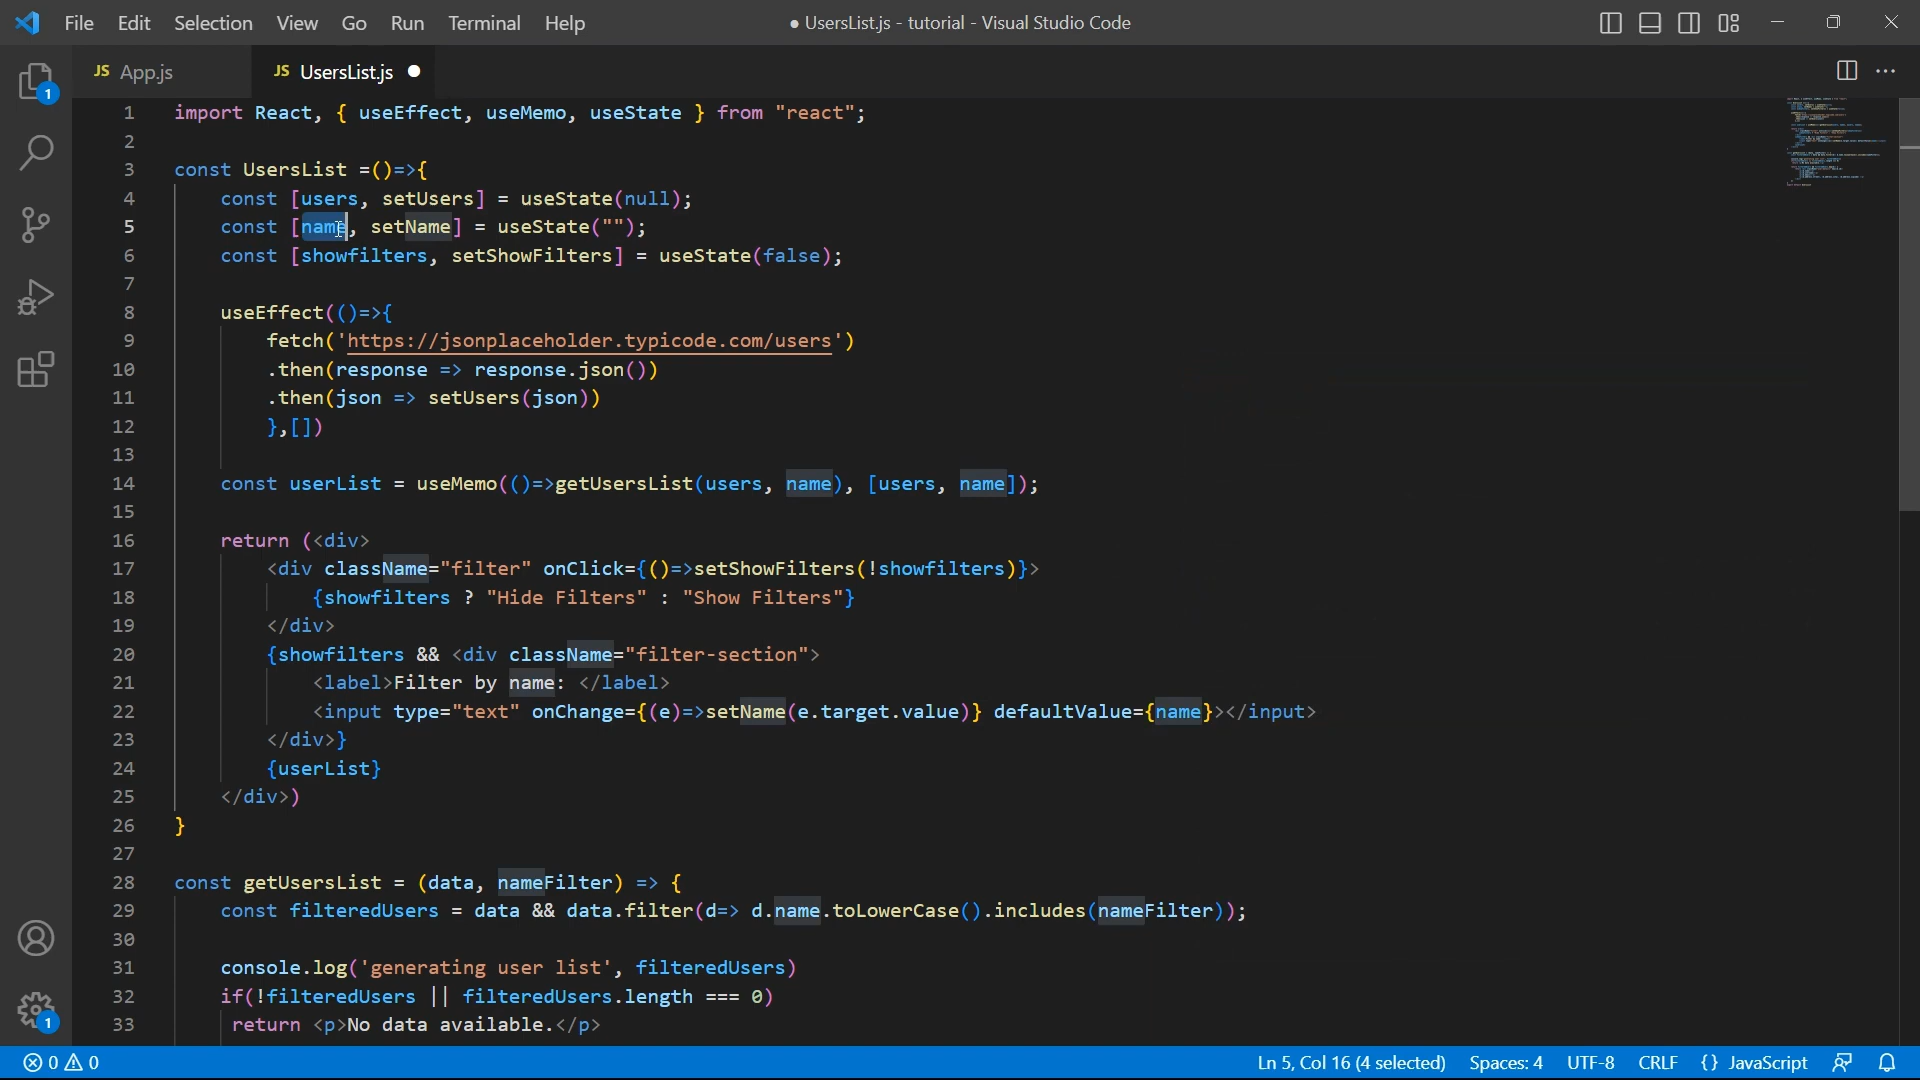 File Edit Selection View Go Run Terminal Help
● UsersList.js - tutorial - Visual Studio Code
JS App.js
JS UsersList.js ●
1
1 import React, { useEffect, useMemo, useState } from "react";
2
3 const UsersList =()=>{
4 const [users, setUsers] = useState(null);
5 const [name, setName] = useState("");
6 const [showfilters, setShowFilters] = useState(false);
7
8 useEffect(()=>{
9 fetch('https://jsonplaceholder.typicode.com/users')
10 .then(response => response.json())
11 .then(json => setUsers(json))
12 },[])
13
14 const userList = useMemo(()=>getUsersList(users, name), [users, name]);
15
16 return (<div>
17 <div className="filter" onClick={()=>setShowFilters(!showfilters)}>
18 {showfilters ? "Hide Filters" : "Show Filters"}
19 </div>
20 {showfilters && <div className="filter-section">
21 <label>Filter by name: </label>
22 <input type="text" onChange={(e)=>setName(e.target.value)} defaultValue={name}></input>
23 </div>}
24 {userList}
25 </div>)
26 }
27
28 const getUsersList = (data, nameFilter) => {
29 const filteredUsers = data && data.filter(d=> d.name.toLowerCase().includes(nameFilter));
30
31 console.log('generating user list', filteredUsers)
32 if(!filteredUsers || filteredUsers.length === 0)
33 return <p>No data available.</p>
1
0 0
Ln 5, Col 16 (4 selected) Spaces: 4 UTF-8 CRLF {} JavaScript